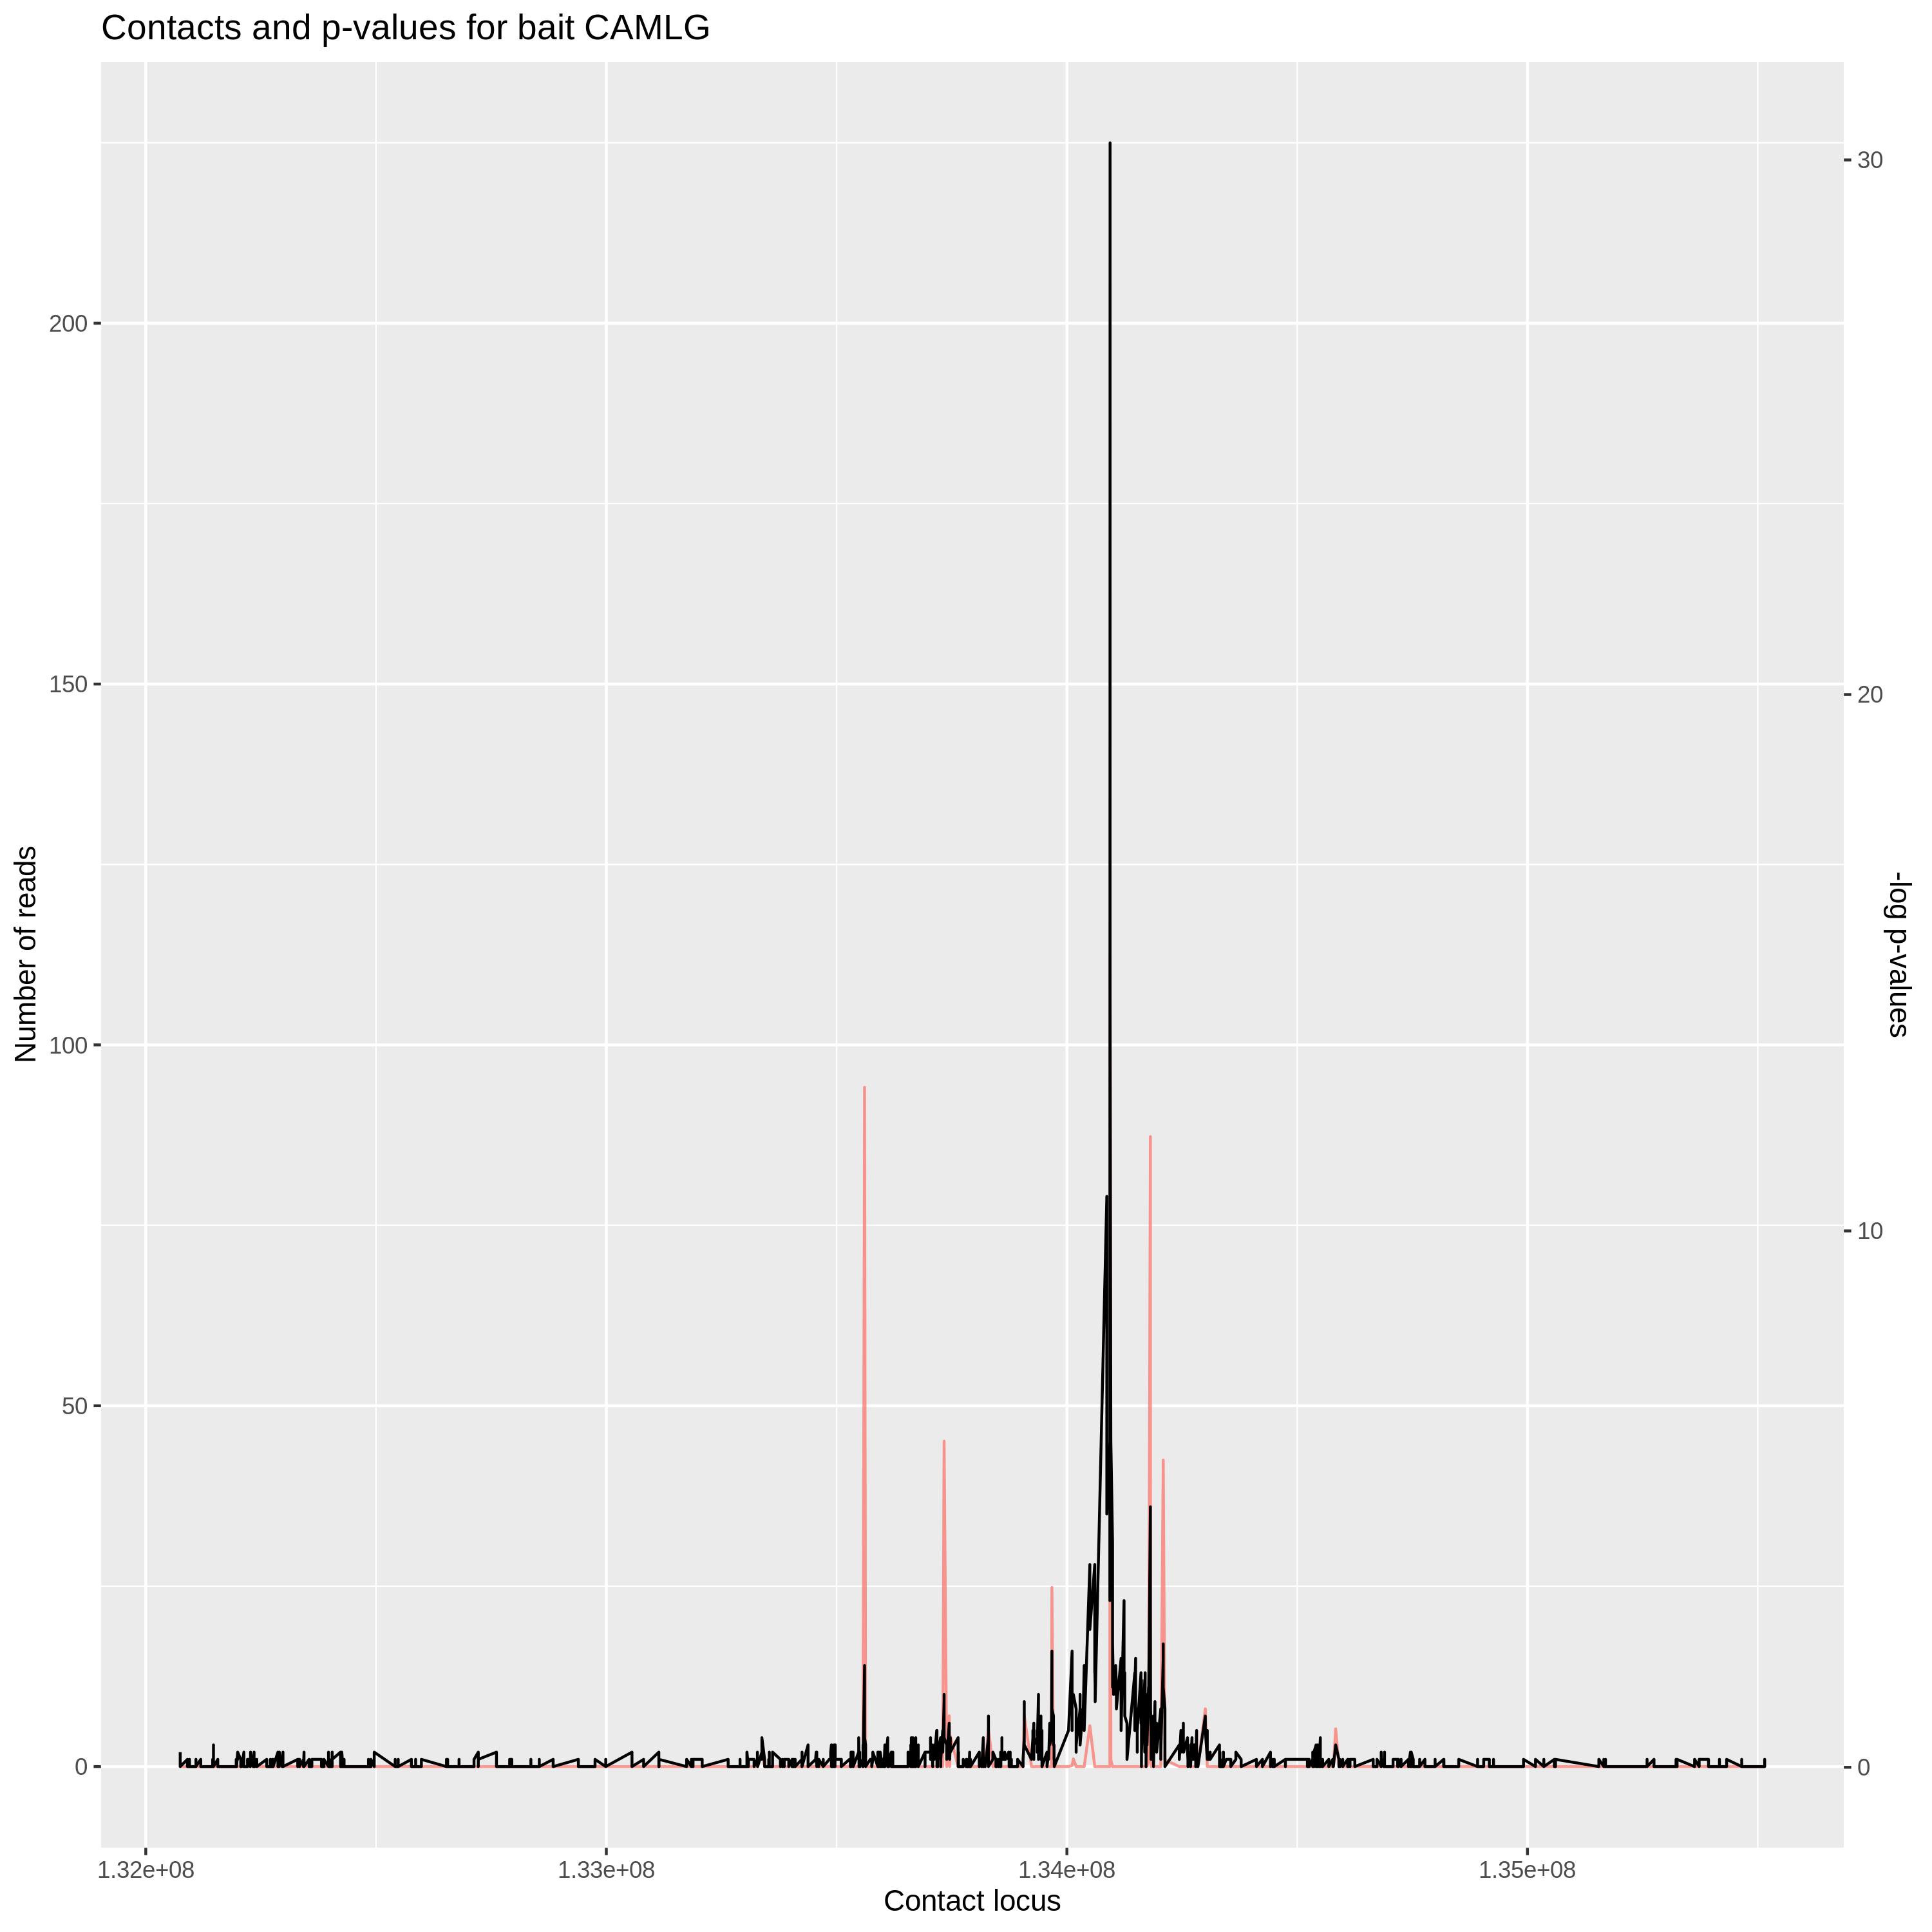 Contacts and p-values for bait CAMLG
Number of reads
200
150
100
50
0
30
20
10
0
-log p-values
1.32e+08 1.33e+08 1.34e+08 1.35e+08
Contact locus